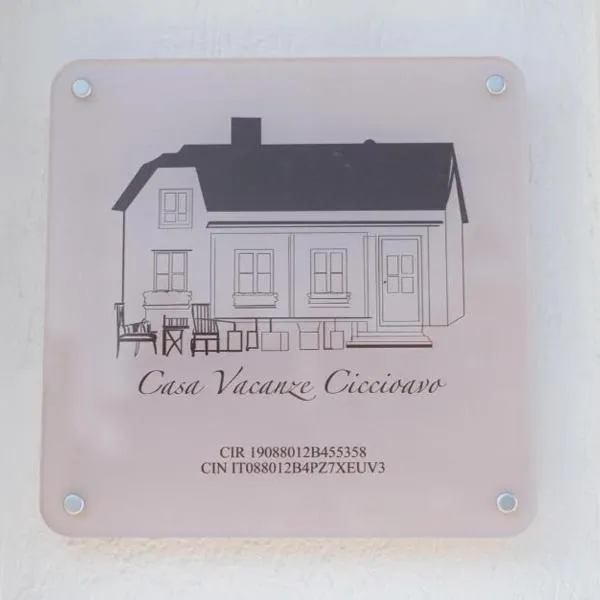 Casa Vacanze Ciccioavo
CIR 19088012B455358
CIN IT088012B4PZ7XEUV3